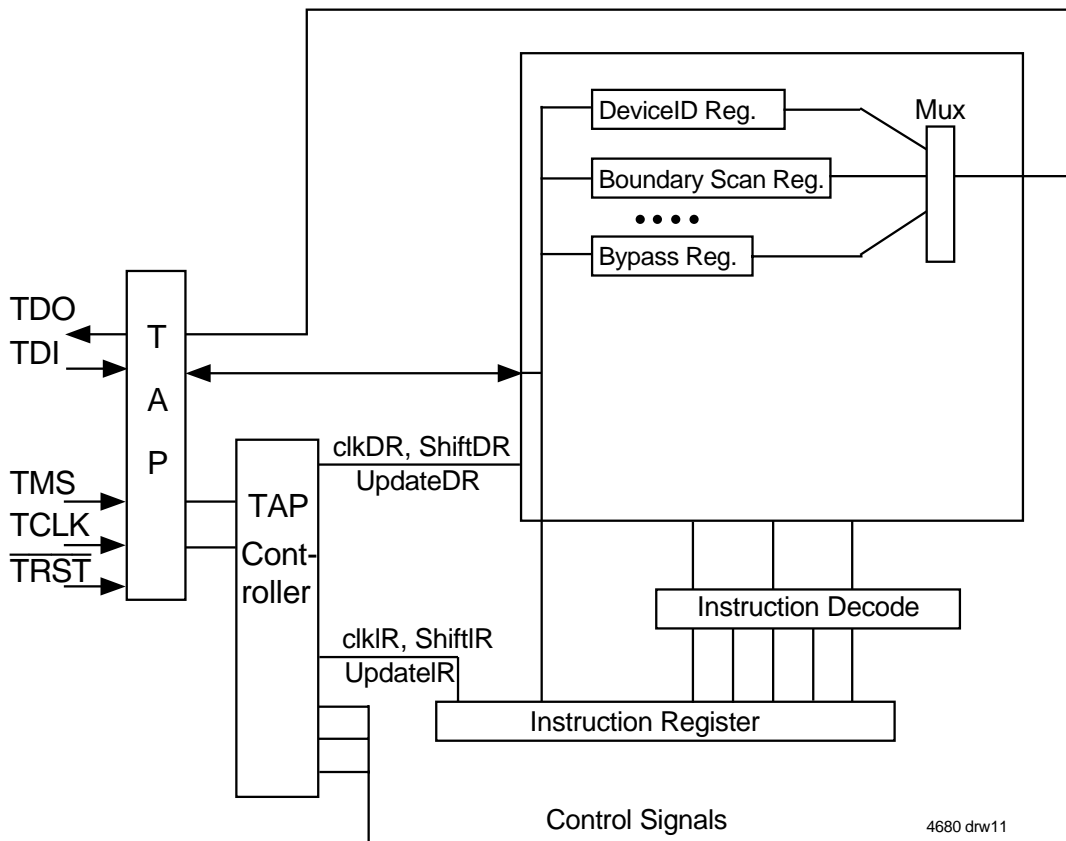 DeviceID Reg.
Mux
Boundary Scan Reg.
Bypass Reg.
TDO
TDI
T
A
P
TMS
TCLK
TRST
TAP
Cont-
roller
clkDR, ShiftDR
UpdateDR
Instruction Decode
clkIR, ShiftIR
UpdateIR
Instruction Register
Control Signals
4680 drw11